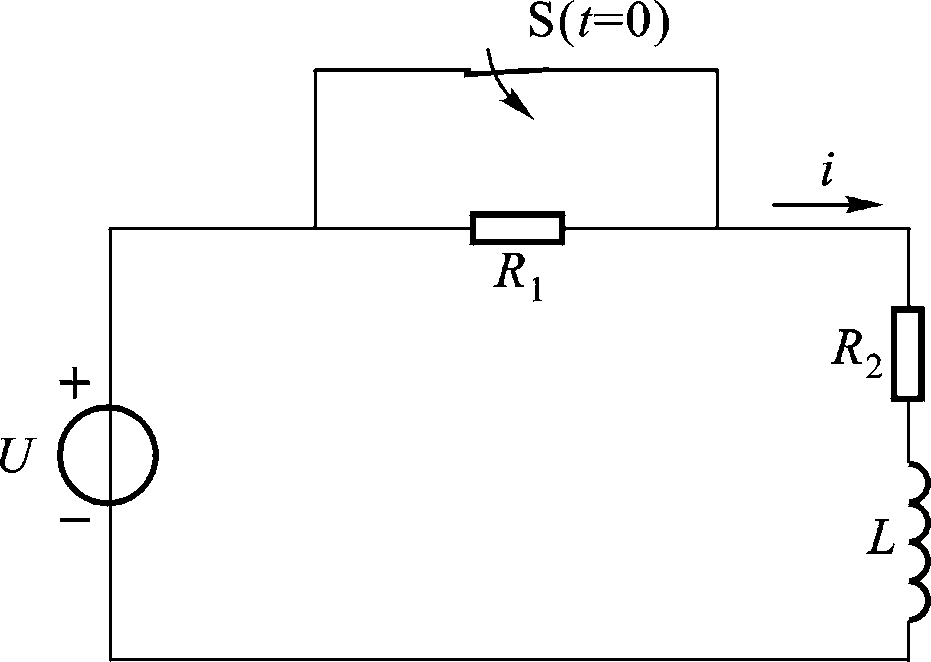 S(t=0)
i
R1
R2
+
U
−
L